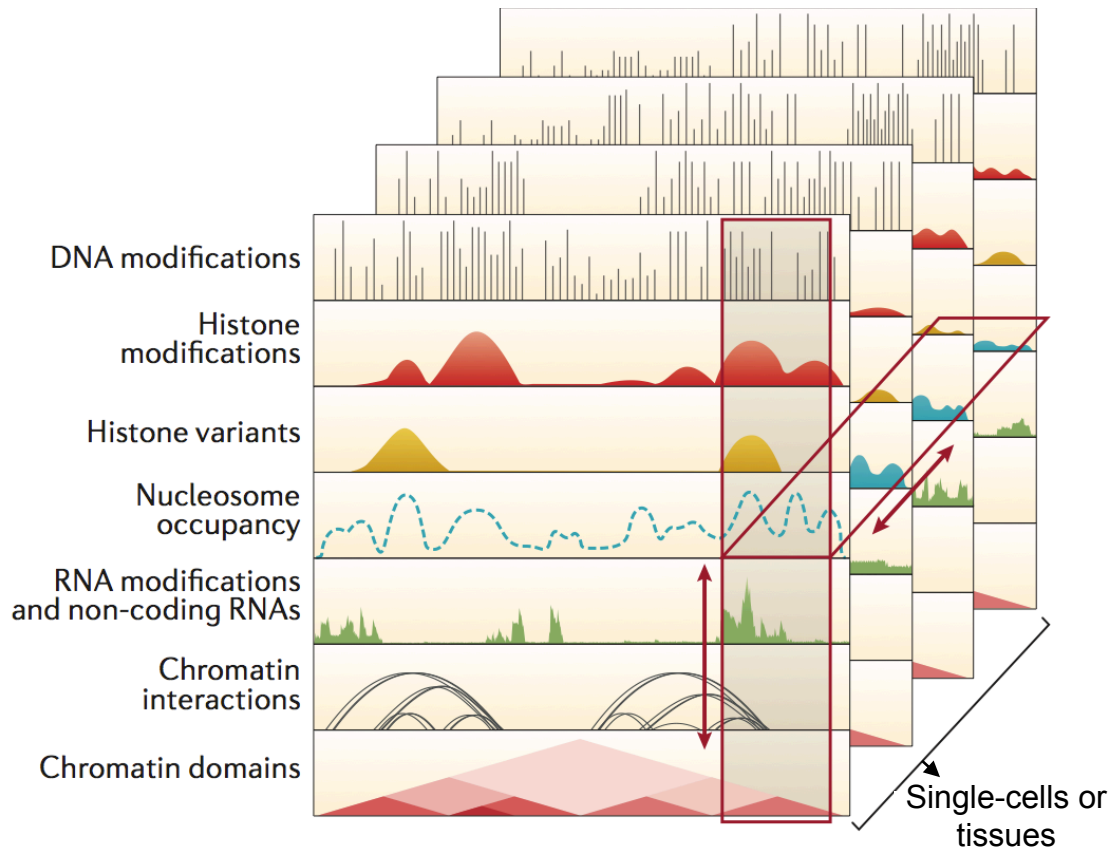 DNA modifications
Histone
modifications
Histone variants
Nucleosome
occupancy
RNA modifications
and non-coding RNAs
Chromatin
interactions
Chromatin domains
Single-cells or
tissues